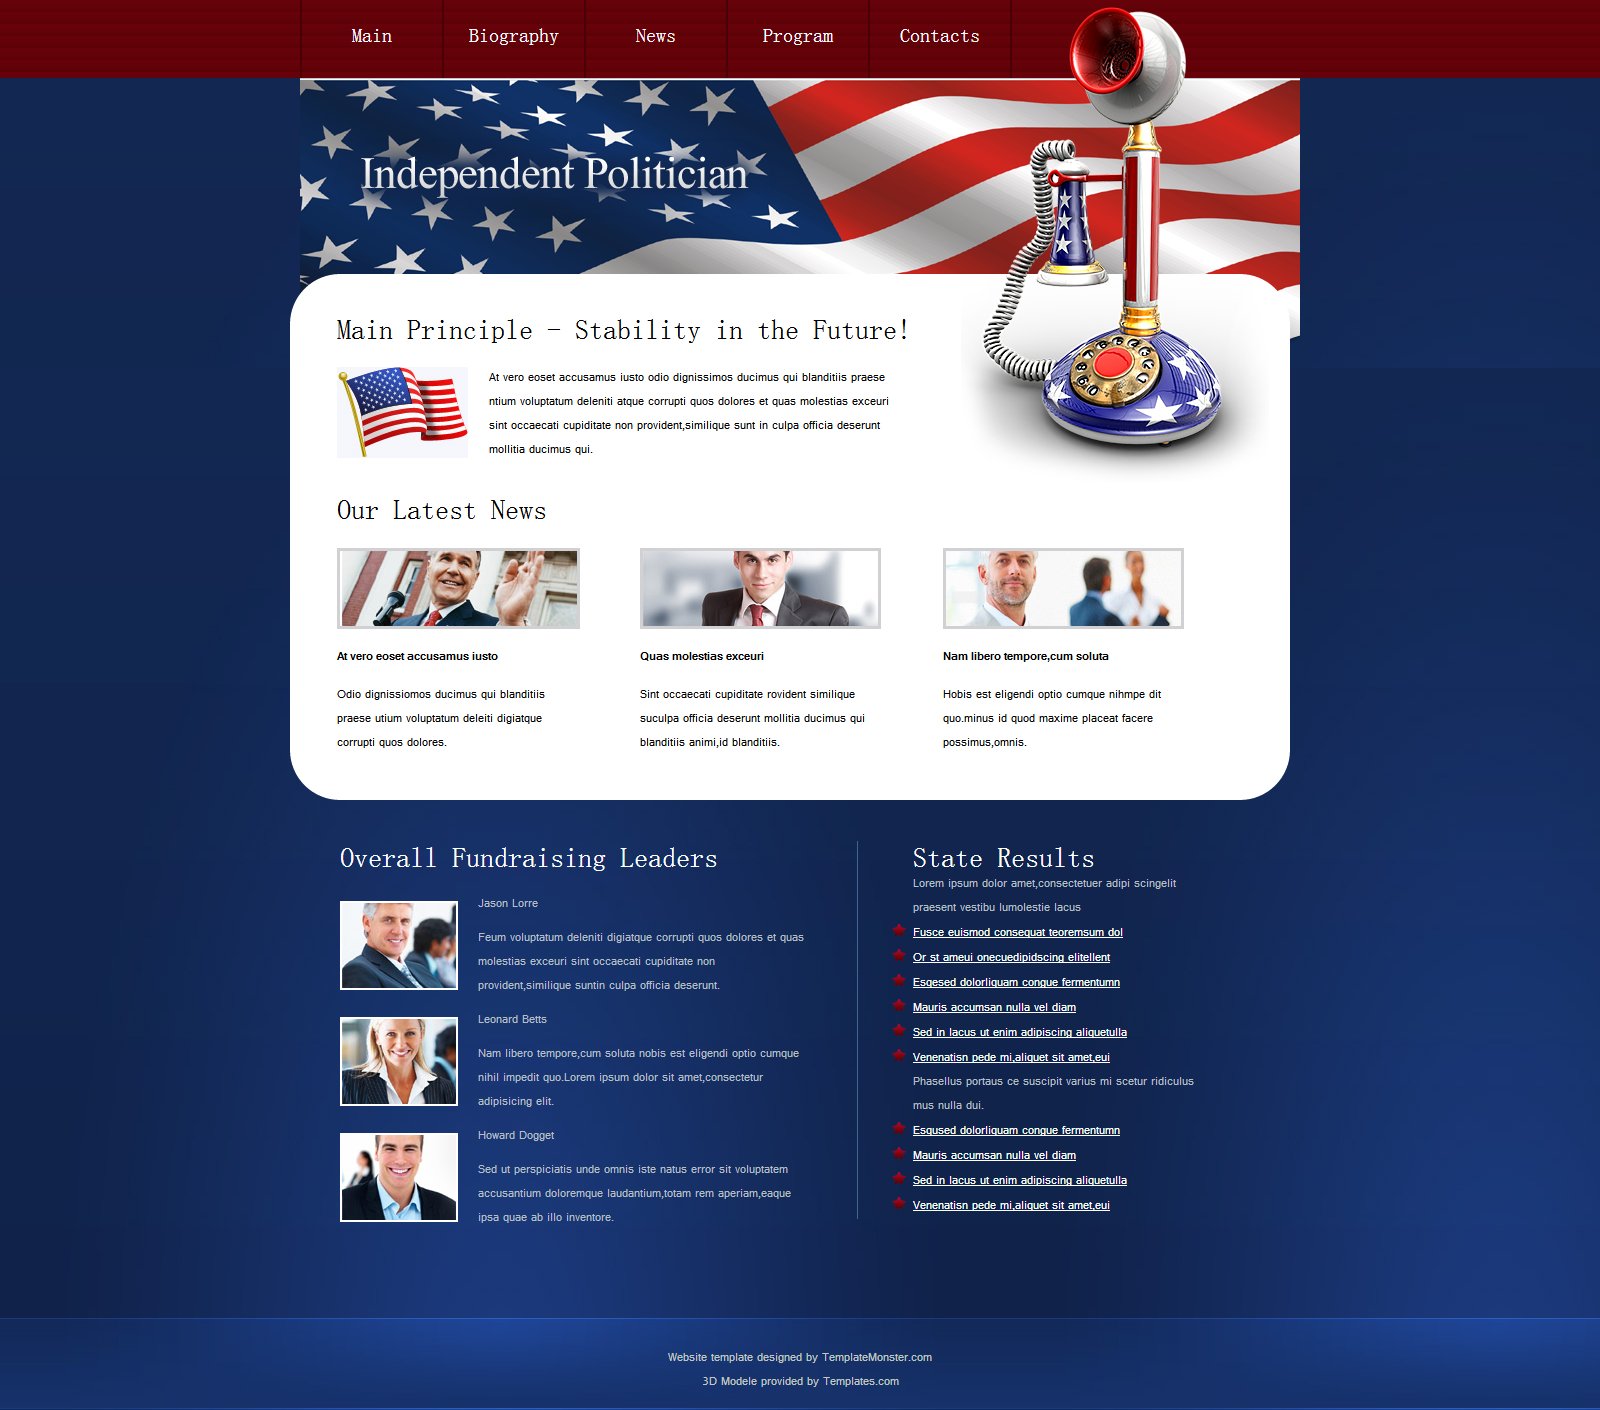 Main
Biography
News
Program
Contacts
Independent Politician
Main Principle - Stability in the Future!
At vero eoset accusamus iusto odio dignissimos ducimus qui blanditiis praese
ntium voluptatum deleniti atque corrupti quos dolores et quas molestias exceuri
sint occaecati cupiditate non provident,similique sunt in culpa officia deserunt
mollitia ducimus qui.
Our Latest News
At vero eoset accusamus iusto
Odio dignissiomos ducimus qui blanditiis
praese utium voluptatum deleiti digiatque
corrupti quos dolores.
Quas molestias exceuri
Sint occaecati cupiditate rovident similique
suculpa officia deserunt mollitia ducimus qui
blanditiis animi,id blanditiis.
Nam libero tempore,cum soluta
Hobis est eligendi optio cumque nihmpe dit
quo.minus id quod maxime placeat facere
possimus,omnis.
Overall Fundraising Leaders
Jason Lorre
Feum voluptatum deleniti digiatque corrupti quos dolores et quas
molestias exceuri sint occaecati cupiditate non
provident,similique suntin culpa officia deserunt.
Leonard Betts
Nam libero tempore,cum soluta nobis est eligendi optio cumque
nihil impedit quo.Lorem ipsum dolor sit amet,consectetur
adipisicing elit.
Howard Dogget
Sed ut perspiciatis unde omnis iste natus error sit voluptatem
accusantium doloremque laudantium,totam rem aperiam,eaque
ipsa quae ab illo inventore.
State Results
Lorem ipsum dolor amet,consectetuer adipi scingelit
praesent vestibu lumolestie lacus
Fusce euismod consequat teoremsum dol
Or st ameui onecuedipidscing elitellent
Esqesed dolorliquam congue fermentumn
Mauris accumsan nulla vel diam
Sed in lacus ut enim adipiscing aliquetulla
Venenatisn pede mi,aliquet sit amet,eui
Phasellus portaus ce suscipit varius mi scetur ridiculus
mus nulla dui.
Esqused dolorliquam congue fermentumn
Mauris accumsan nulla vel diam
Sed in lacus ut enim adipiscing aliquetulla
Venenatisn pede mi,aliquet sit amet,eui
Website template designed by TemplateMonster.com
3D Modele provided by Templates.com